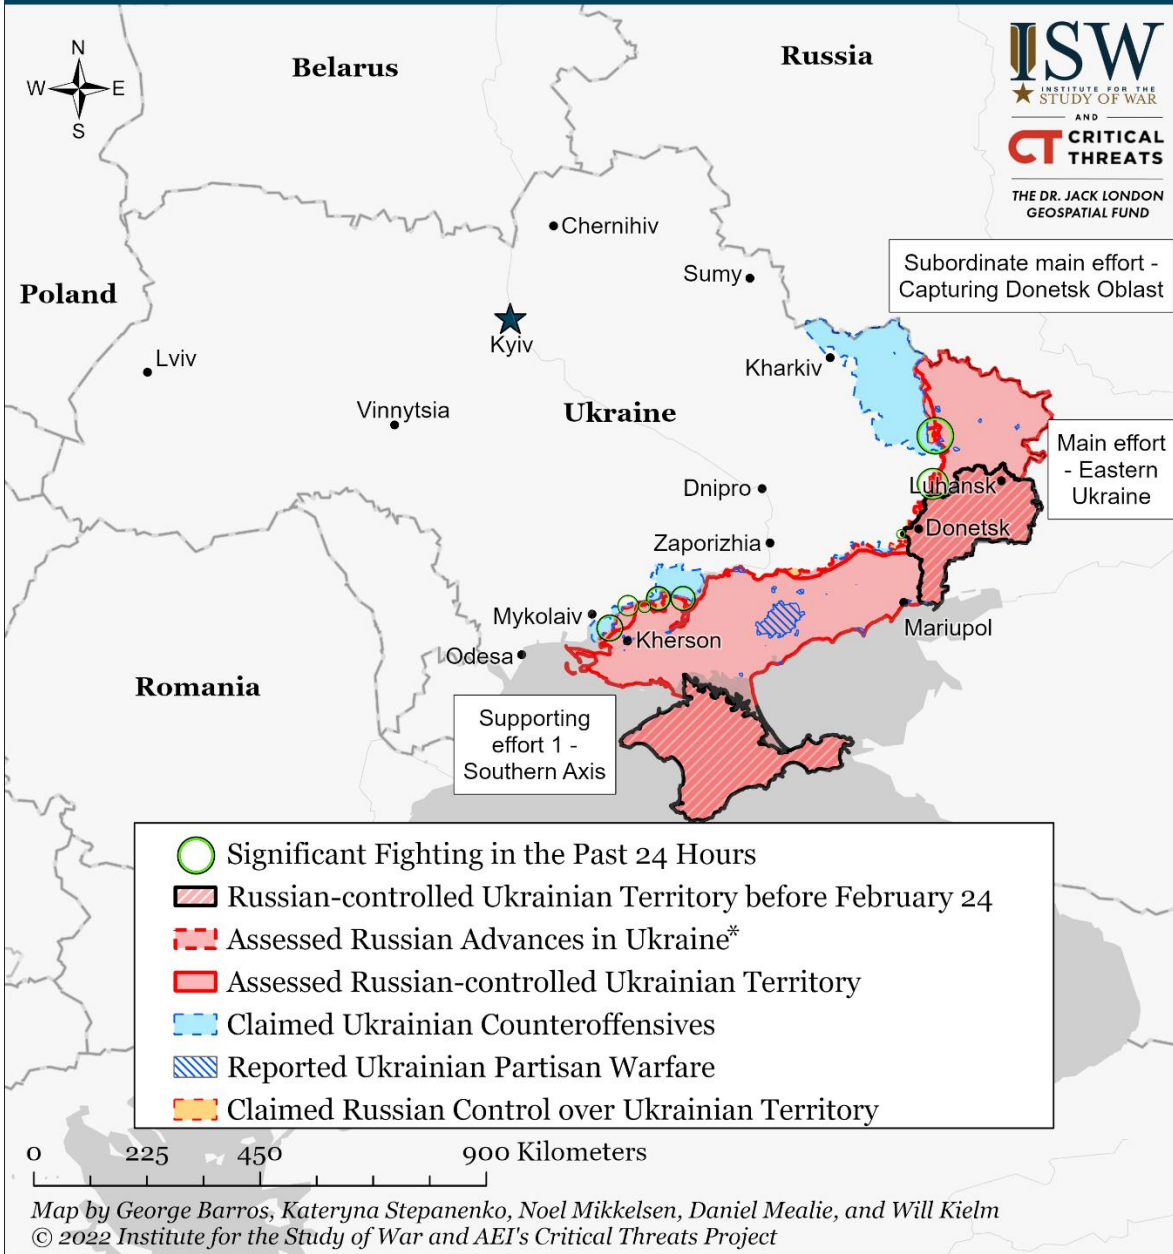 N
W
E
S
Belarus
Russia
ISW
INSTITUTE FOR THE
STUDY OF WAR
AND
CT CRITICAL
THREATS
THE DR. JACK LONDON
GEOSPATIAL FUND
Chernihiv
Sumy
Subordinate main effort -
Capturing Donetsk Oblast
Poland
Kyiv
Lviv
Kharkiv
Vinnytsia
Ukraine
Main effort
- Eastern
Ukraine
Dnipro
Luhansk
Donetsk
Zaporizhia
Mykolaiv
Mariupol
Kherson
Odesa
Romania
Supporting
effort 1 -
Southern Axis
Significant Fighting in the Past 24 Hours
Russian-controlled Ukrainian Territory before February 24
Assessed Russian Advances in Ukraine*
Assessed Russian-controlled Ukrainian Territory
Claimed Ukrainian Counteroffensives
Reported Ukrainian Partisan Warfare
Claimed Russian Control over Ukrainian Territory
0 225 450 900 Kilometers
Map by George Barros, Kateryna Stepanenko, Noel Mikkelsen, Daniel Mealie, and Will Kielm
© 2022 Institute for the Study of War and AEI's Critical Threats Project